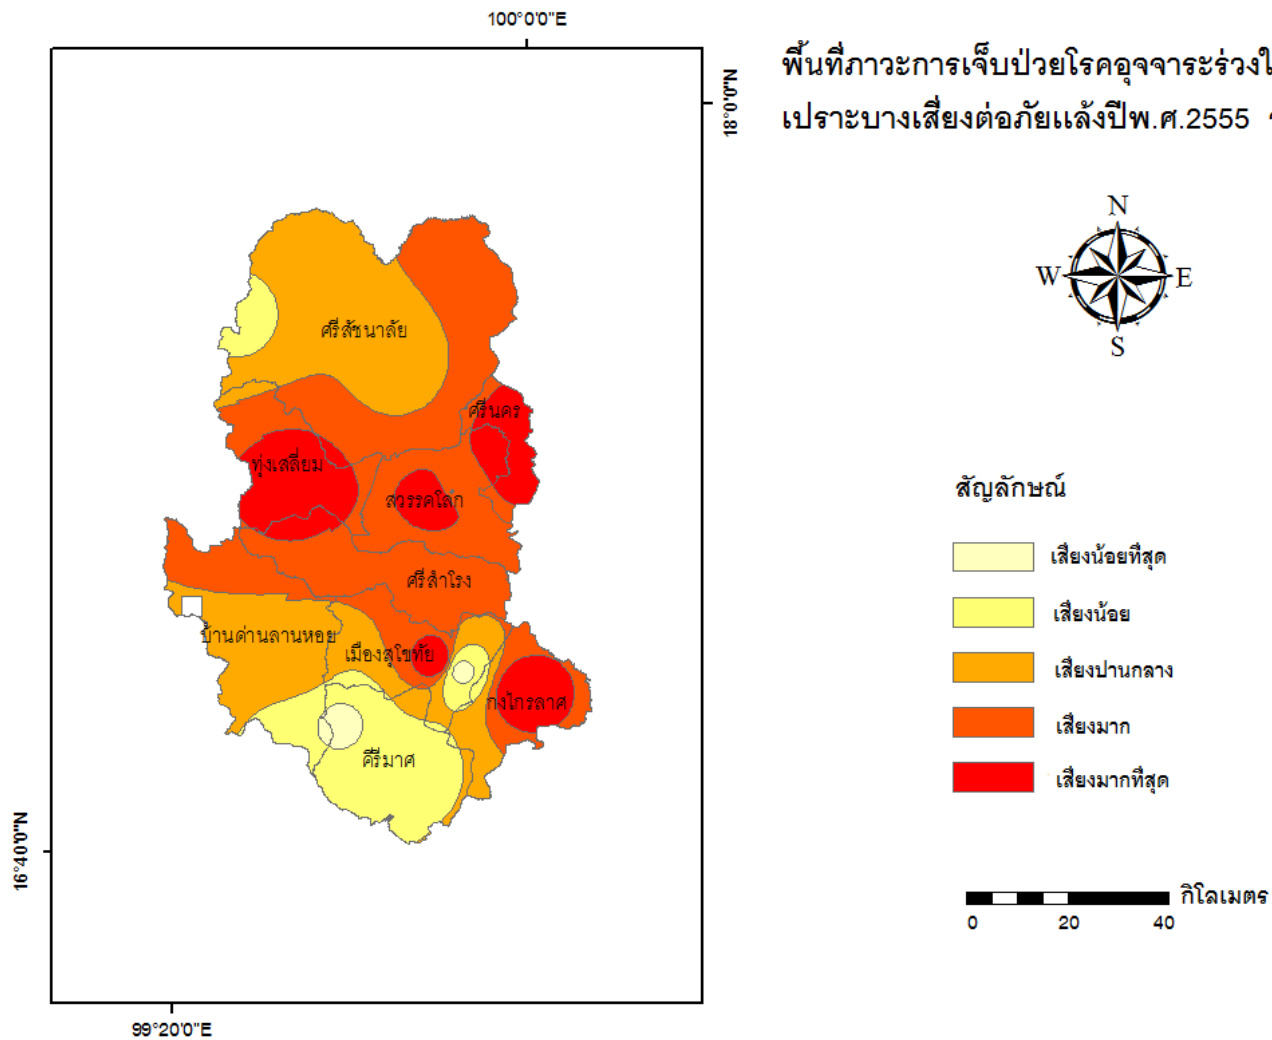 100°0'0"E
พื้นที่ภาวะการเจ็บป่วยโรคอุจจาระร่วงใ
เปราะบางเสี่ยงต่อภัยแล้งปีพ.ศ.2555
18°0'0"N
N
W
E
S
ศรีสัชนาลัย
ศรีนคร
ทุ่งเสลี่ยม
สวรรคโลก
ศรีสำโรง
บ้านด่านลานหอย
เมืองสุโขทัย
กงไกรลาศ
คีรีมาศ
สัญลักษณ์
เสี่ยงน้อยที่สุด
เสี่ยงน้อย
เสี่ยงปานกลาง
เสี่ยงมาก
เสี่ยงมากที่สุด
16°40'0"N
กิโลเมตร
0 20 40
99°20'0"E